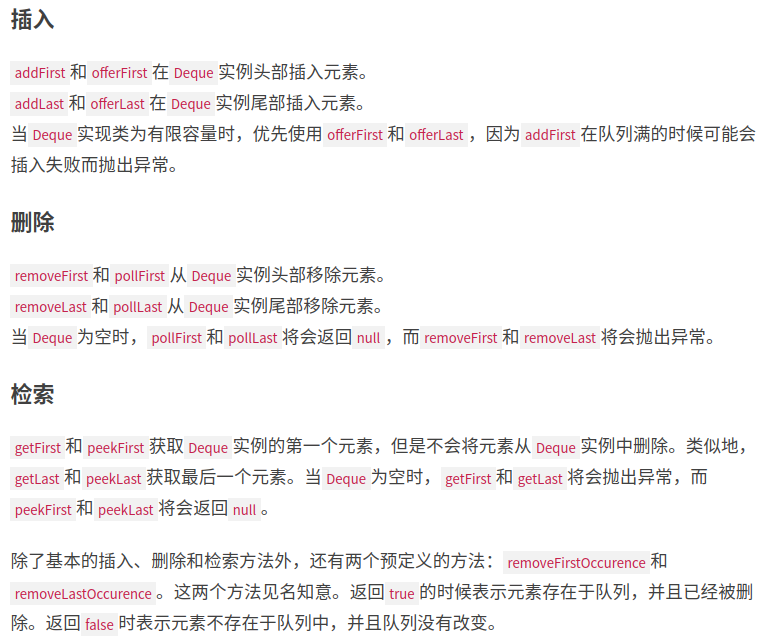 插入
addFirst 和 offerFirst 在 Deque 实例头部插入元素。
addLast 和 offerLast 在 Deque 实例尾部插入元素。
当 Deque 实现类为有限容量时，优先使用 offerFirst 和 offerLast ，因为 addFirst 在队列满的时候可能会
插入失败而抛出异常。
删除
removeFirst 和 pollFirst 从 Deque 实例头部移除元素。
removeLast 和 pollLast 从 Deque 实例尾部移除元素。
当 Deque 为空时， pollFirst 和 pollLast 将会返回 null ，而 removeFirst 和 removeLast 将会抛出异常。
检索
getFirst 和 peekFirst 获取 Deque 实例的第一个元素，但是不会将元素从 Deque 实例中删除。类似地，
getLast 和 peekLast 获取最后一个元素。当 Deque 为空时， getFirst 和 getLast 将会抛出异常，而
peekFirst 和 peekLast 将会返回 null 。
除了基本的插入、删除和检索方法外，还有两个预定义的方法： removeFirstOccurence 和
removeLastOccurence 。这两个方法见名知意。返回 true 的时候表示元素存在于队列，并且已经被删
除。返回 false 时表示元素不存在于队列中，并且队列没有改变。